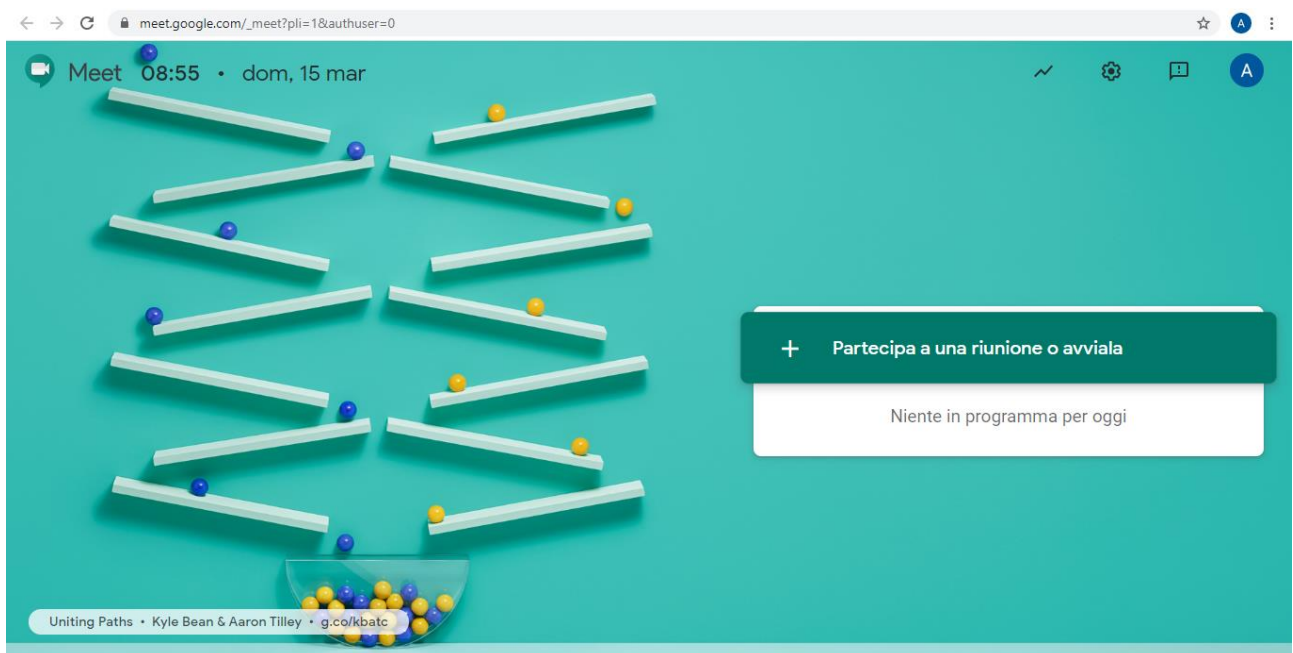 meet.google.com/_meet?pli=1&authuser=0
A
Meet 08:55 • dom, 15 mar
A
+ Partecipa a una riunione o avviala
Niente in programma per oggi
Uniting Paths • Kyle Bean & Aaron Tilley • g.co/kbatc